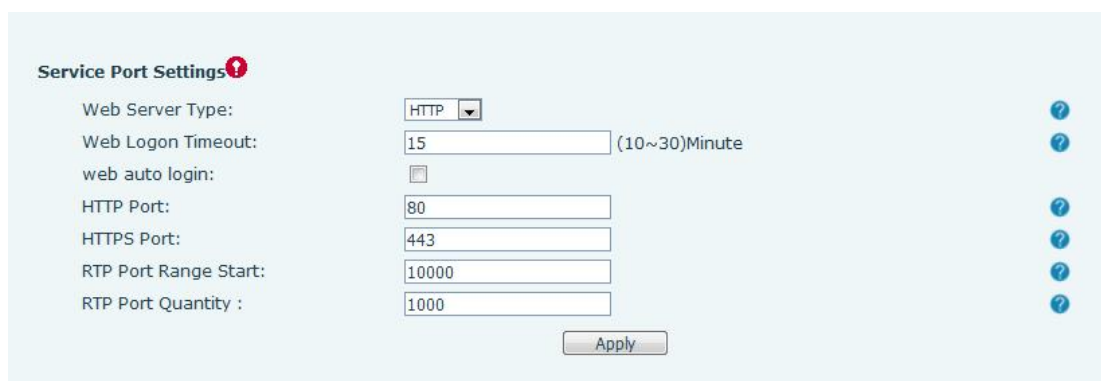 Service Port Settings
Web Server Type: HTTP
Web Logon Timeout: 15 (10~30)Minute
web auto login:
HTTP Port: 80
HTTPS Port: 443
RTP Port Range Start: 10000
RTP Port Quantity : 1000
Apply